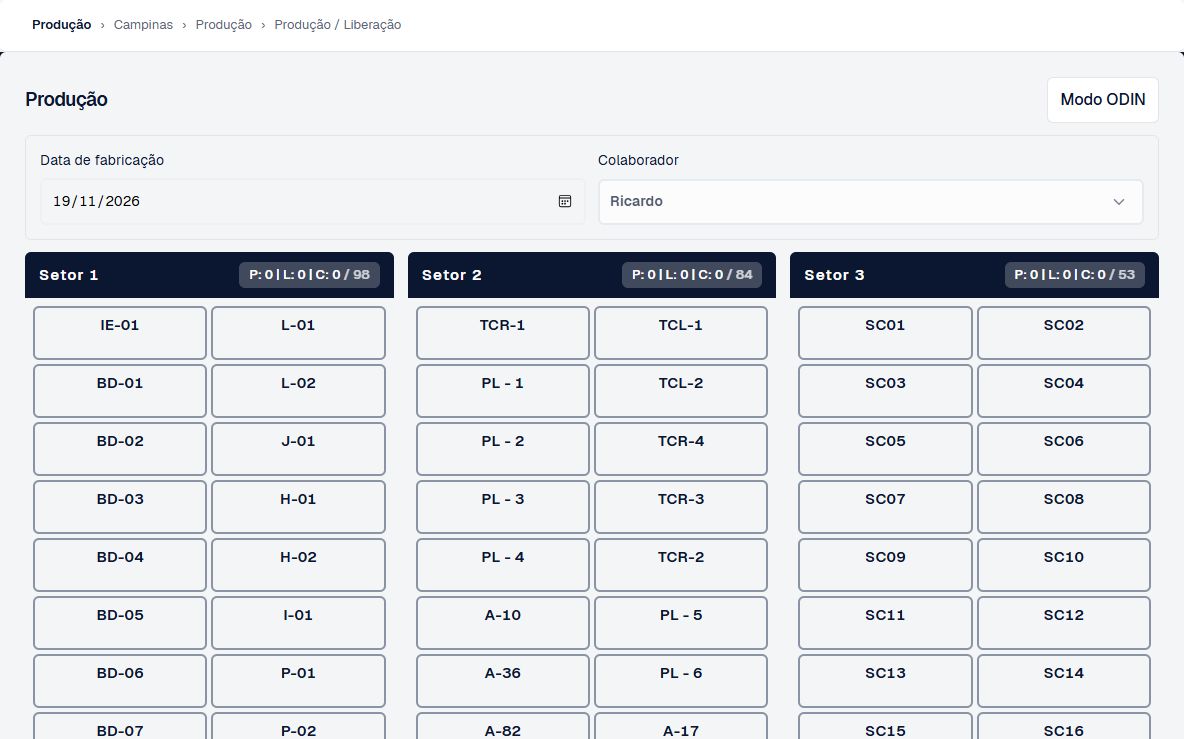 Produção › Campinas › Produção › Produção / Liberação
Produção
Modo ODIN
Data de fabricação
Colaborador
19/11/2026
Ricardo
Setor 1
P: 0 | L: 0 | C: 0 / 98
Setor 2
P: 0 | L: 0 | C: 0 / 84
Setor 3
P: 0 | L: 0 | C: 0 / 53
IE-01 L-01 TCR-1 TCL-1 SC01 SC02
BD-01 L-02 PL - 1 TCL-2 SC03 SC04
BD-02 J-01 PL - 2 TCR-4 SC05 SC06
BD-03 H-01 PL - 3 TCR-3 SC07 SC08
BD-04 H-02 PL - 4 TCR-2 SC09 SC10
BD-05 I-01 A-10 PL - 5 SC11 SC12
BD-06 P-01 A-36 PL - 6 SC13 SC14
BD-07 P-02 A-82 A-17 SC15 SC16